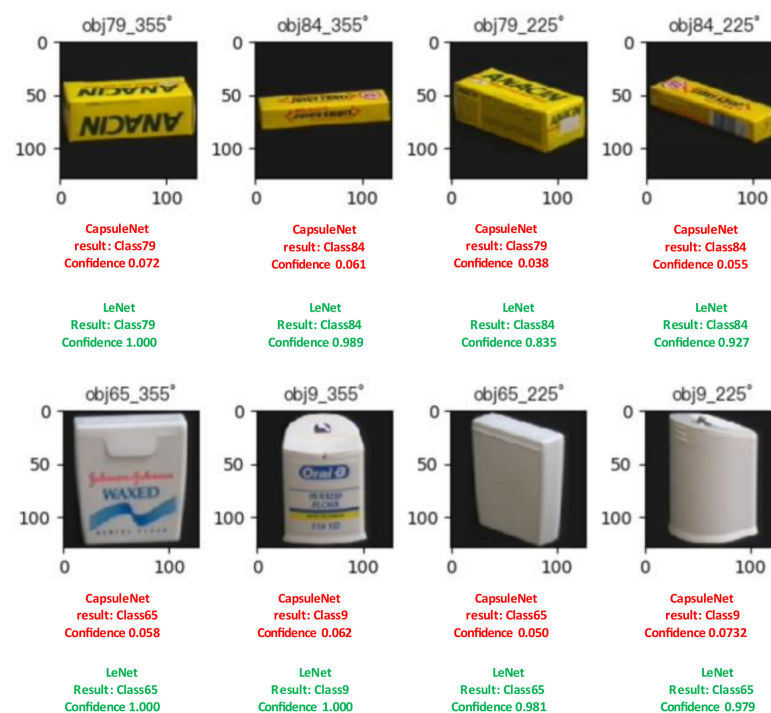 obj79_355°
obj84_355°
obj79_225°
obj84_225°
0
50
100
0
100
ANACIN
ANACIN
0
50
100
0
100
0
50
100
0
100
ANACIN
ANACIN
0
50
100
0
100
CapsuleNet
result: Class79
Confidence 0.072
CapsuleNet
result: Class84
Confidence 0.061
CapsuleNet
result: Class79
Confidence 0.038
CapsuleNet
result: Class84
Confidence 0.055
LeNet
Result: Class79
Confidence 1.000
LeNet
Result: Class84
Confidence 0.989
LeNet
Result: Class84
Confidence 0.835
LeNet
Result: Class84
Confidence 0.927
obj65_355°
obj9_355°
obj65_225°
obj9_225°
0
50
100
0
100
Johnson & Johnson
WAXED
DENTAL FLOSS
0
50
100
0
100
Oral-B
WAXED
FLOSS
0
50
100
0
100
0
50
100
0
100
CapsuleNet
result: Class65
Confidence 0.058
CapsuleNet
result: Class9
Confidence 0.062
CapsuleNet
result: Class65
Confidence 0.050
CapsuleNet
result: Class9
Confidence 0.0732
LeNet
Result: Class65
Confidence 1.000
LeNet
Result: Class9
Confidence 1.000
LeNet
Result: Class65
Confidence 0.981
LeNet
Result: Class65
Confidence 0.979